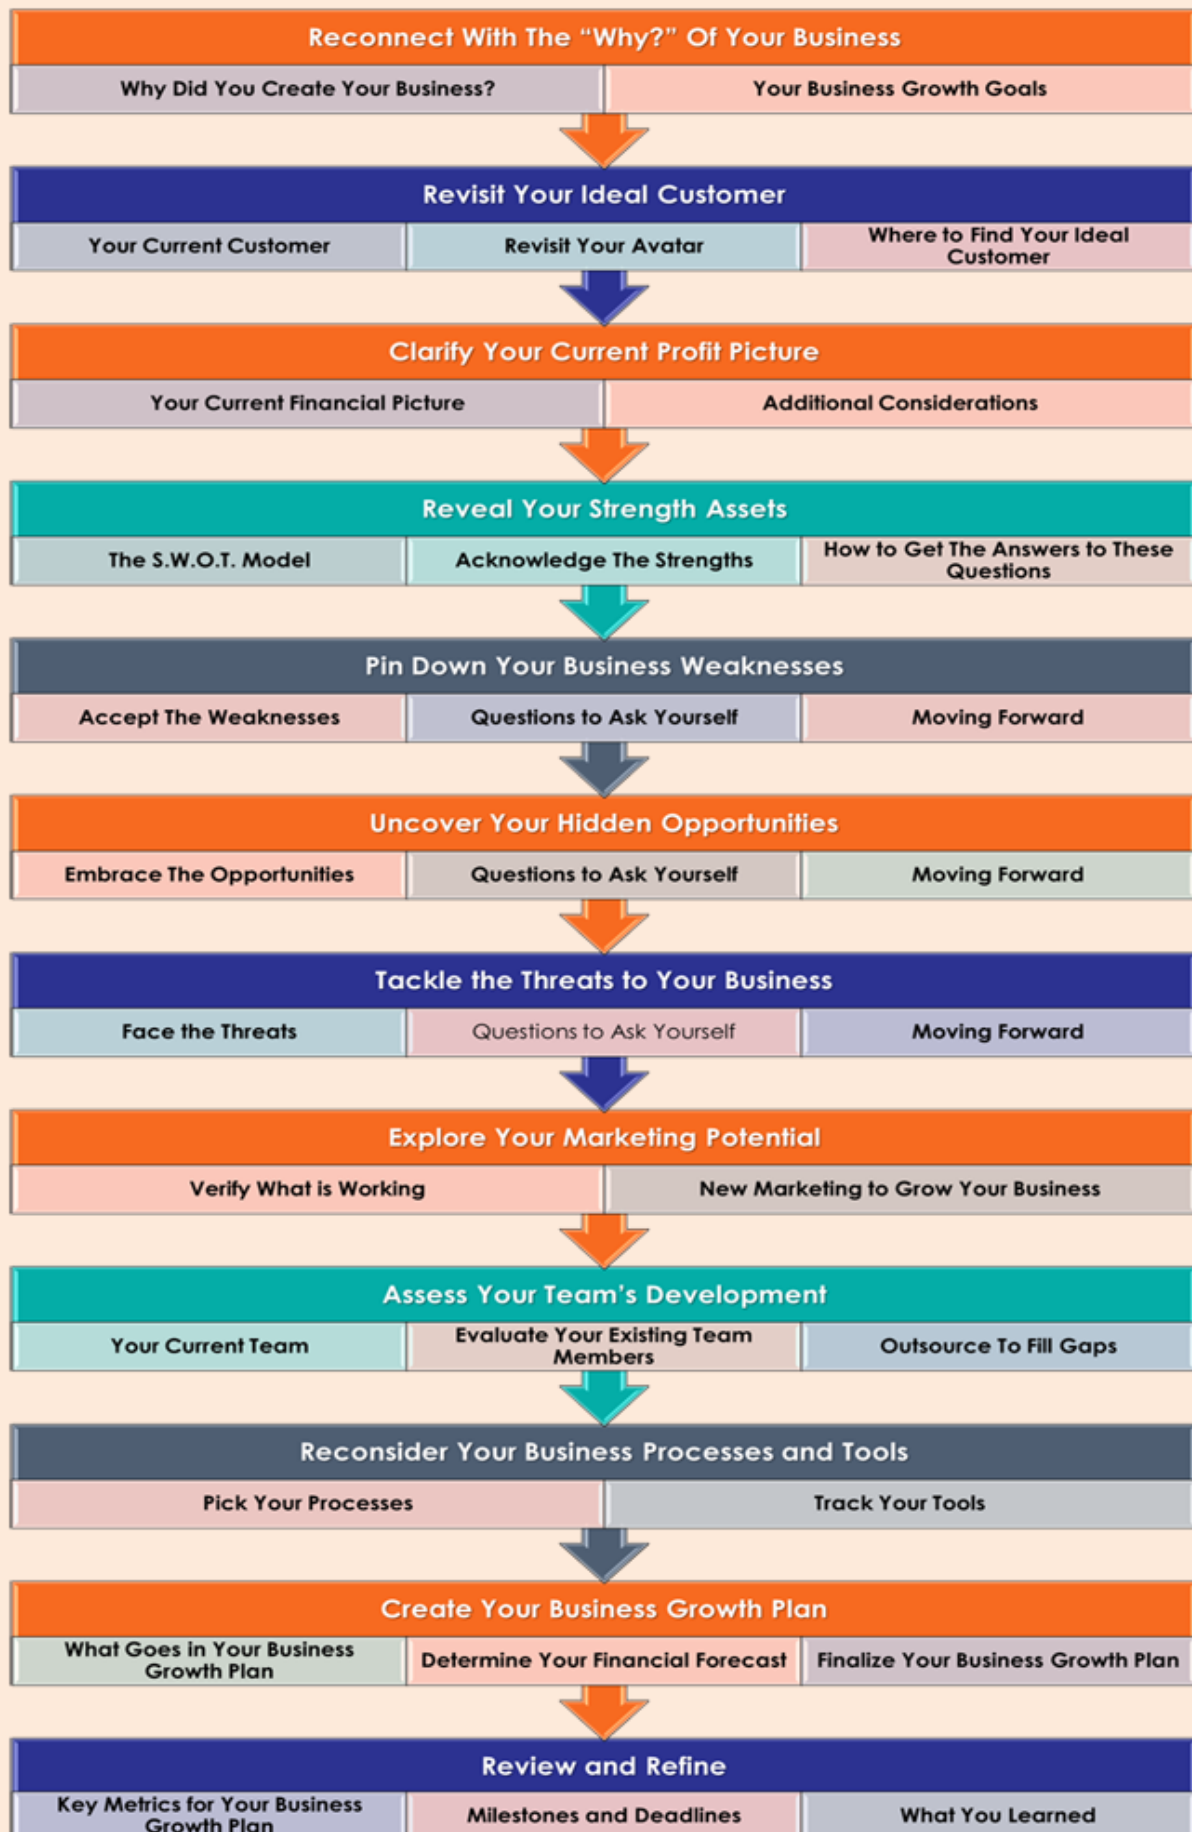 Reconnect With The “Why?” Of Your Business
Why Did You Create Your Business?
Your Business Growth Goals
Revisit Your Ideal Customer
Your Current Customer
Revisit Your Avatar
Where to Find Your Ideal
Customer
Clarify Your Current Profit Picture
Your Current Financial Picture
Additional Considerations
Reveal Your Strength Assets
The S.W.O.T. Model
Acknowledge The Strengths
How to Get The Answers to These
Questions
Pin Down Your Business Weaknesses
Accept The Weaknesses
Questions to Ask Yourself
Moving Forward
Uncover Your Hidden Opportunities
Embrace The Opportunities
Questions to Ask Yourself
Moving Forward
Tackle the Threats to Your Business
Face the Threats
Questions to Ask Yourself
Moving Forward
Explore Your Marketing Potential
Verify What is Working
New Marketing to Grow Your Business
Assess Your Team’s Development
Your Current Team
Evaluate Your Existing Team
Members
Outsource To Fill Gaps
Reconsider Your Business Processes and Tools
Pick Your Processes
Track Your Tools
Create Your Business Growth Plan
What Goes in Your Business
Growth Plan
Determine Your Financial Forecast
Finalize Your Business Growth Plan
Review and Refine
Key Metrics for Your Business
Growth Plan
Milestones and Deadlines
What You Learned